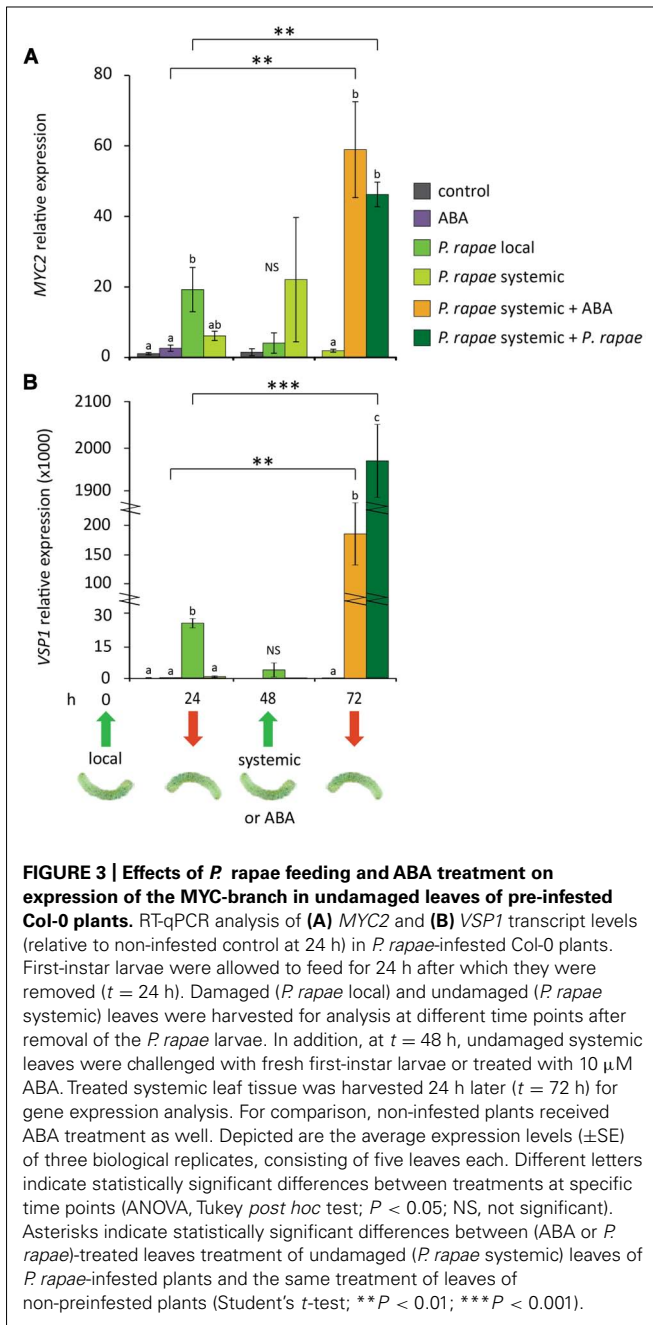 **
A
**
80
60
40
20
0
MYC2 relative expression
b
b
b
a
a
ab
NS
a
control
ABA
P. rapae local
P. rapae systemic
P. rapae systemic + ABA
P. rapae systemic + P. rapae
B
***
**
2100
2000
1900
200
150
100
30
15
0
VSP1 relative expression (x1000)
c
b
b
a
a
a
NS
a
h 0 24 48 72
local systemic
or ABA
FIGURE 3 | Effects of P. rapae feeding and ABA treatment on
expression of the MYC-branch in undamaged leaves of pre-infested
Col-0 plants. RT-qPCR analysis of (A) MYC2 and (B) VSP1 transcript levels
(relative to non-infested control at 24 h) in P. rapae-infested Col-0 plants.
First-instar larvae were allowed to feed for 24 h after which they were
removed (t = 24 h). Damaged (P. rapae local) and undamaged (P. rapae
systemic) leaves were harvested for analysis at different time points after
removal of the P. rapae larvae. In addition, at t = 48 h, undamaged systemic
leaves were challenged with fresh first-instar larvae or treated with 10 μM
ABA. Treated systemic leaf tissue was harvested 24 h later (t = 72 h) for
gene expression analysis. For comparison, non-infested plants received
ABA treatment as well. Depicted are the average expression levels (±SE)
of three biological replicates, consisting of five leaves each. Different letters
indicate statistically significant differences between treatments at specific
time points (ANOVA, Tukey post hoc test; P < 0.05; NS, not significant).
Asterisks indicate statistically significant differences between (ABA or P.
rapae)-treated leaves treatment of undamaged (P. rapae systemic) leaves of
P. rapae-infested plants and the same treatment of leaves of
non-preinfested plants (Student's t-test; **P < 0.01; ***P < 0.001).